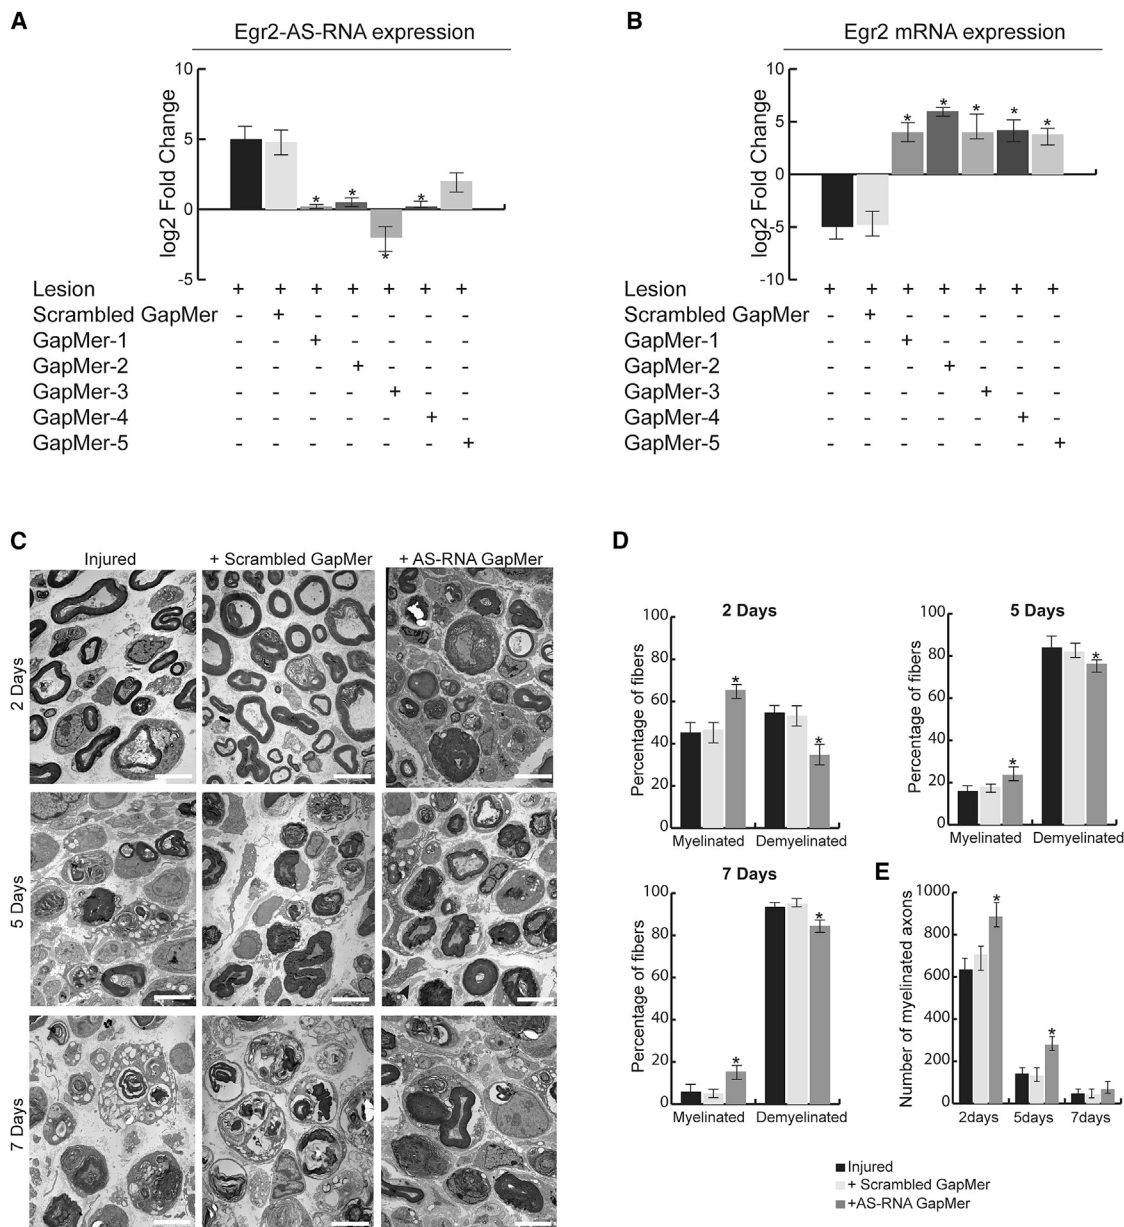 A
Egr2-AS-RNA expression
log2 Fold Change
10
5
0
-5
* * * *
Lesion + + + + + + +
Scrambled GapMer - + - - - - -
GapMer-1 - - + - - - -
GapMer-2 - - - + - - -
GapMer-3 - - - - + - -
GapMer-4 - - - - - + -
GapMer-5 - - - - - - +
B
Egr2 mRNA expression
log2 Fold Change
10
5
0
-5
-10
* * * * *
Lesion + + + + + + +
Scrambled GapMer - + - - - - -
GapMer-1 - - + - - - -
GapMer-2 - - - + - - -
GapMer-3 - - - - + - -
GapMer-4 - - - - - + -
GapMer-5 - - - - - - +
C
Injured + Scrambled GapMer + AS-RNA GapMer
2 Days
5 Days
7 Days
D
2 Days
Percentage of fibers
100
80
60
40
20
0
* *
Myelinated Demyelinated
5 Days
Percentage of fibers
100
80
60
40
20
0
* *
Myelinated Demyelinated
7 Days
Percentage of fibers
100
80
60
40
20
0
* *
Myelinated Demyelinated
E
Number of myelinated axons
1000
800
600
400
200
0
* *
2days 5days 7days
Injured
+ Scrambled GapMer
+AS-RNA GapMer